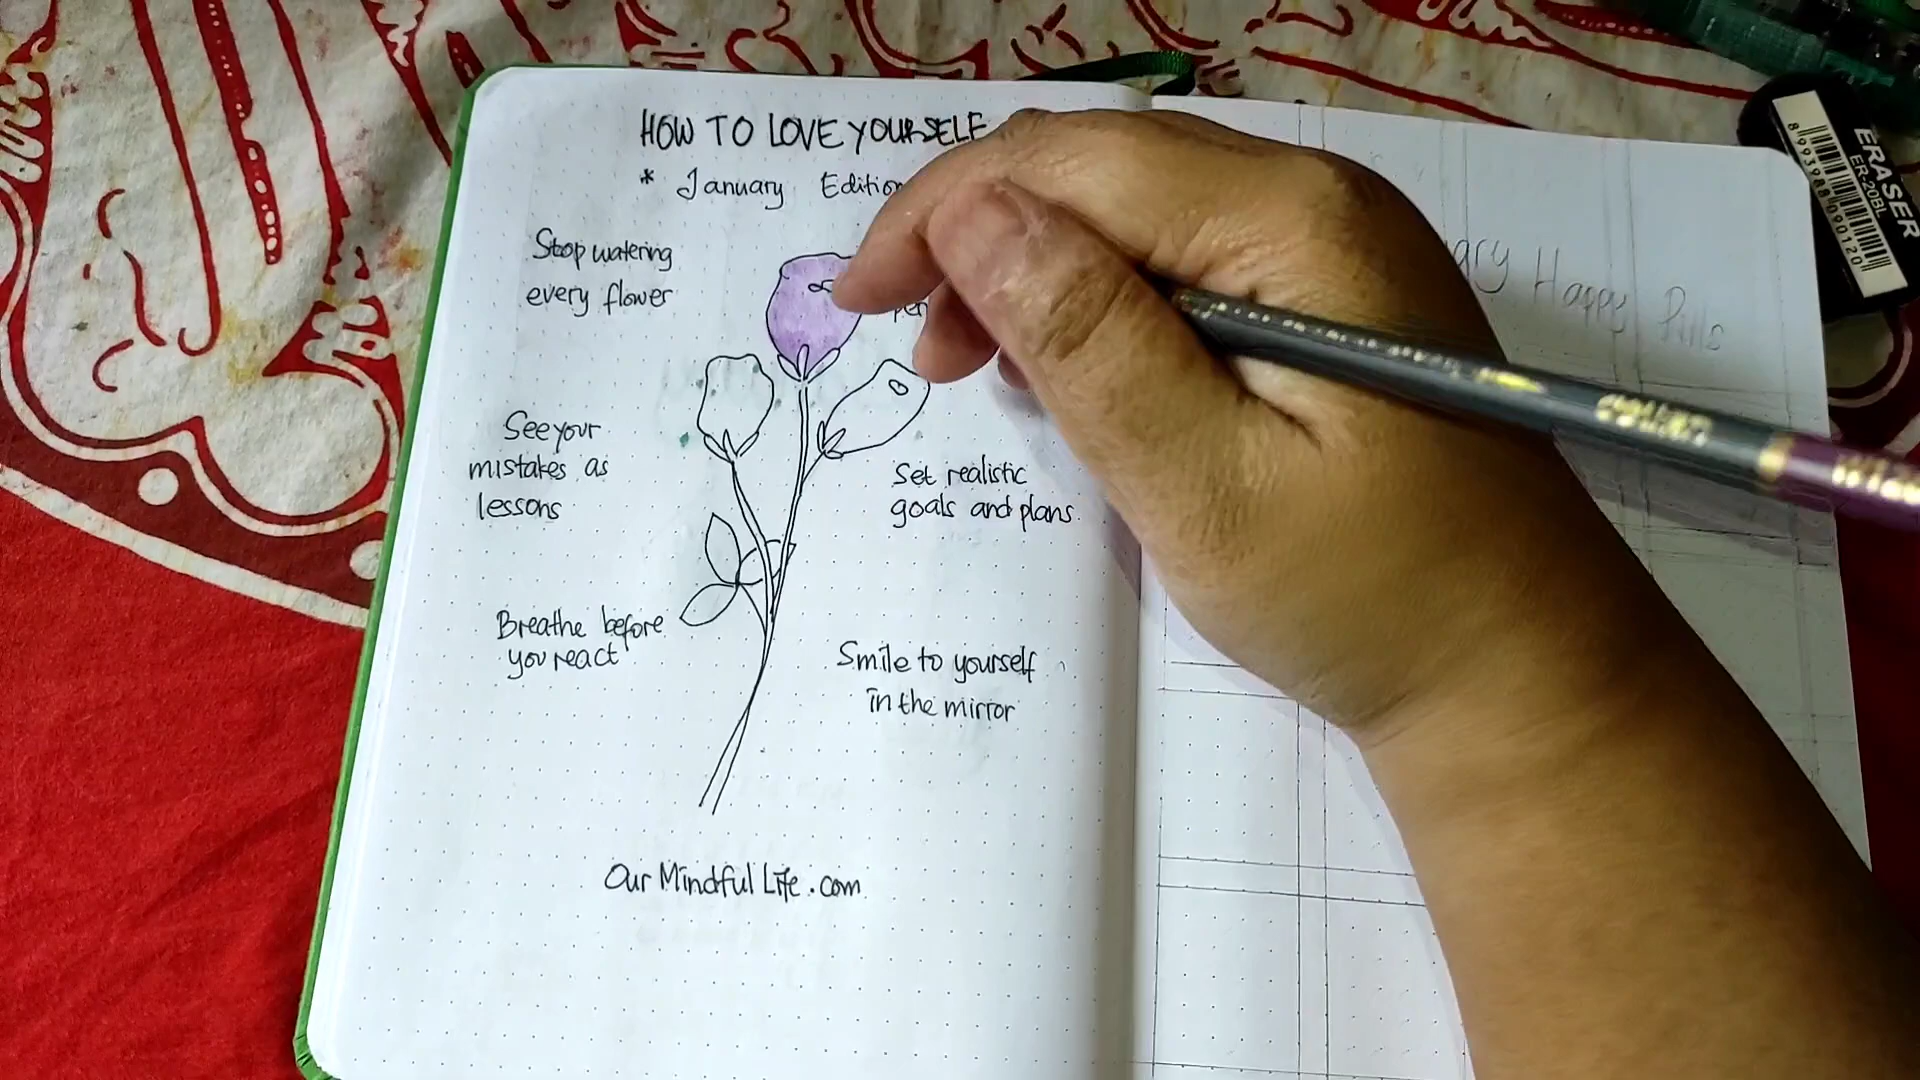 HOW TO LOVE YOURSELF
* January Edition
Stop watering
every flower
See your
mistakes as
lessons
Set realistic
goals and plans.
Breathe before
you react
Smile to yourself
in the mirror
Our Mindful Life.com
Happy Pills
ERASER
ER-20BL
8993988090120